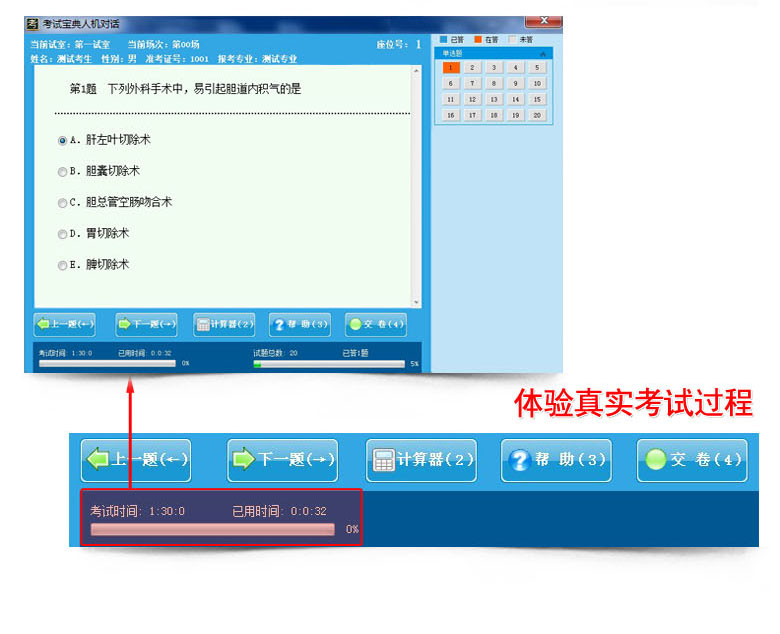 考 考试宝典人机对话
当前试室：第一试室 当前场次：第00场 座位号：1
姓名：测试考生 性别：男 准考证号：1001 报考专业：测试专业
已答 在答 未答
单选题
1 2 3 4 5
6 7 8 9 10
11 12 13 14 15
16 17 18 19 20
第1题 下列外科手术中，易引起胆道内积气的是
A. 肝左叶切除术
B. 胆囊切除术
C. 胆总管空肠吻合术
D. 胃切除术
E. 脾切除术
上一题(←) 下一题(→) 计算器(2) 帮 助(3) 交 卷(4)
考试时间: 1:30:0 已用时间: 0:0:32 试题总数: 20 已答1题
0% 5%
体验真实考试过程
上一题(←) 下一题(→) 计算器(2) 帮 助(3) 交 卷(4)
考试时间: 1:30:0 已用时间: 0:0:32
0%